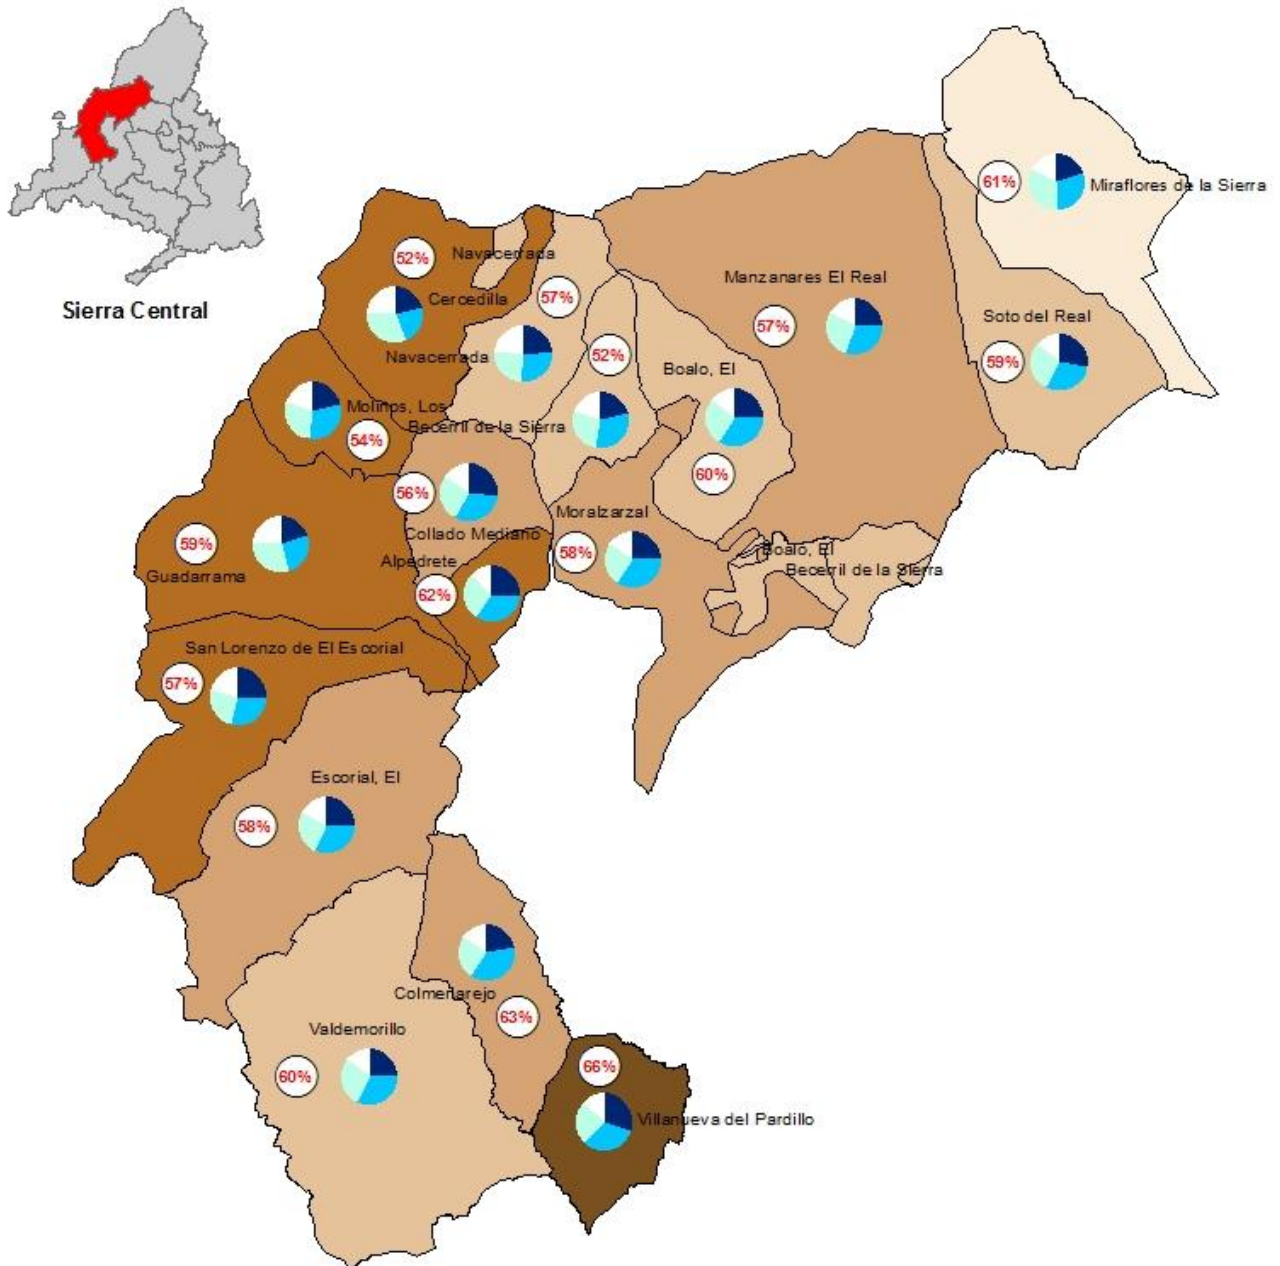 Sierra Central
61%
Miraflores de la Sierra
52%
Navacerrada
Cercedilla
57%
Manzanares El Real
57%
Soto del Real
59%
Navacerrada
52%
Boalo, El
Molinos, Los
54%
Becerril de la Sierra
60%
56%
Collado Mediano
Moralzarzal
58%
59%
Guadarrama
Alpedrete
62%
Boalo, El
Becerril de la Sierra
San Lorenzo de El Escorial
57%
Escorial, El
58%
Colmenarejo
63%
Valdemorillo
60%
66%
Villanueva del Pardillo